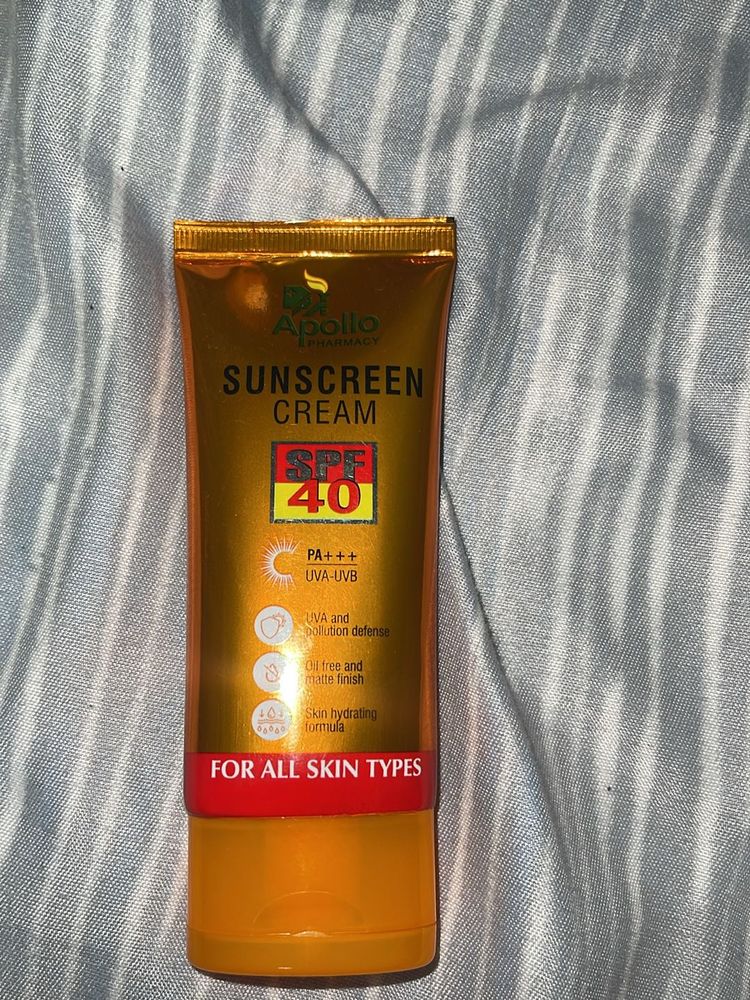 Apollo
PHARMACY
SUNSCREEN
CREAM
SPF
40
PA+++
UVA-UVB
UVA and
pollution defense
Oil free and
matte finish
Skin hydrating
formula
FOR ALL SKIN TYPES